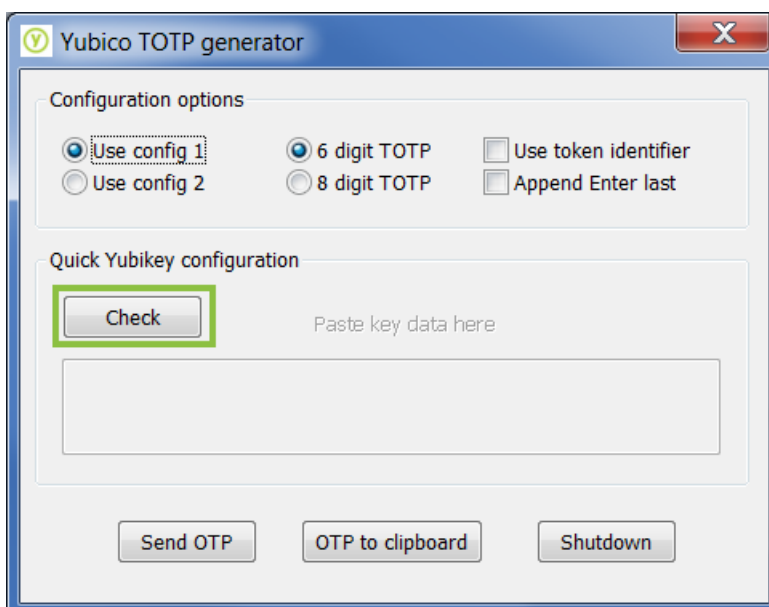 Yubico TOTP generator
Configuration options
Use config 1 6 digit TOTP Use token identifier
Use config 2 8 digit TOTP Append Enter last
Quick Yubikey configuration
Check Paste key data here
Send OTP OTP to clipboard Shutdown